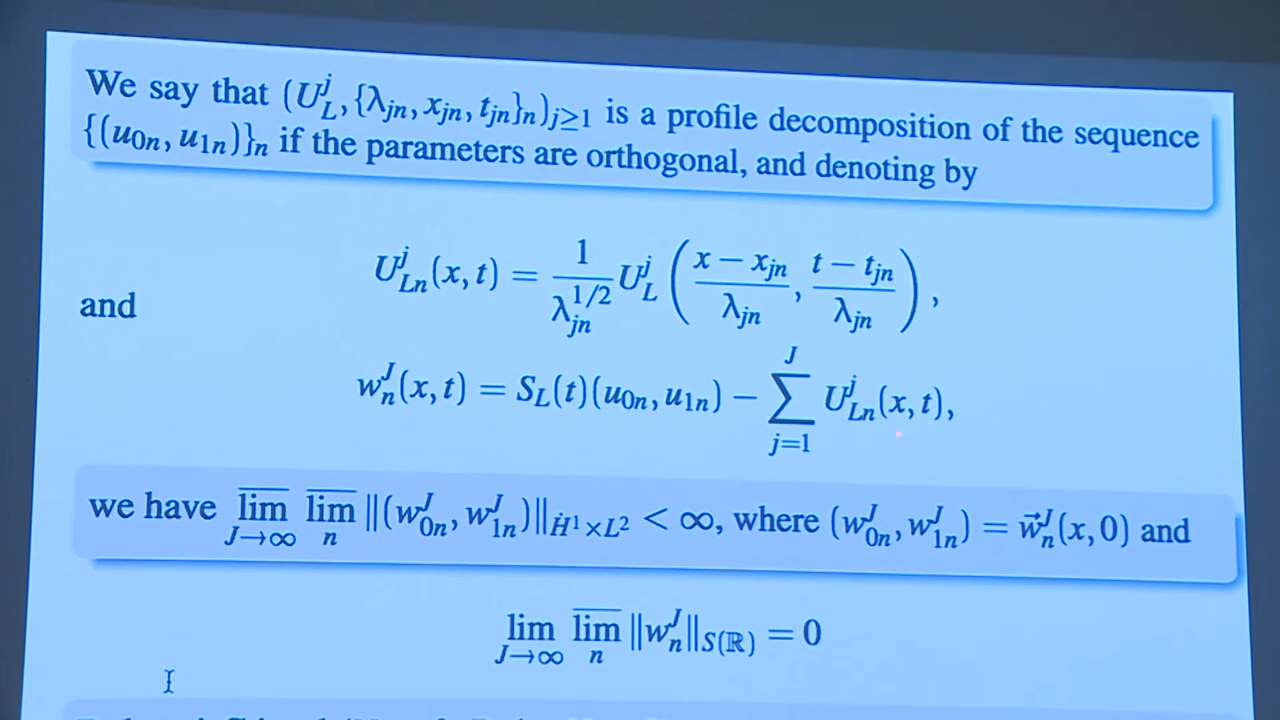 We say that $(U_L^j, \{\lambda_{jn}, x_{jn}, t_{jn}\}_n)_{j \geq 1}$ is a profile decomposition of the sequence
$\{(u_{0n}, u_{1n})\}_n$ if the parameters are orthogonal, and denoting by
$U_{Ln}^j(x,t) = \frac{1}{\lambda_{jn}^{1/2}} U_L^j \left( \frac{x - x_{jn}}{\lambda_{jn}}, \frac{t - t_{jn}}{\lambda_{jn}} \right),$
and
$w_n^J(x,t) = S_L(t)(u_{0n}, u_{1n}) - \sum_{j=1}^{J} U_{Ln}^j(x,t),$
we have $\overline{\lim}_{J \to \infty} \overline{\lim}_{n} \|(w_{0n}^J, w_{1n}^J)\|_{\dot{H}^1 \times L^2} < \infty$, where $(w_{0n}^J, w_{1n}^J) = \vec{w}_n^J(x,0)$ and
$\lim_{J \to \infty} \overline{\lim}_{n} \|w_n^J\|_{S(\mathbb{R})} = 0$